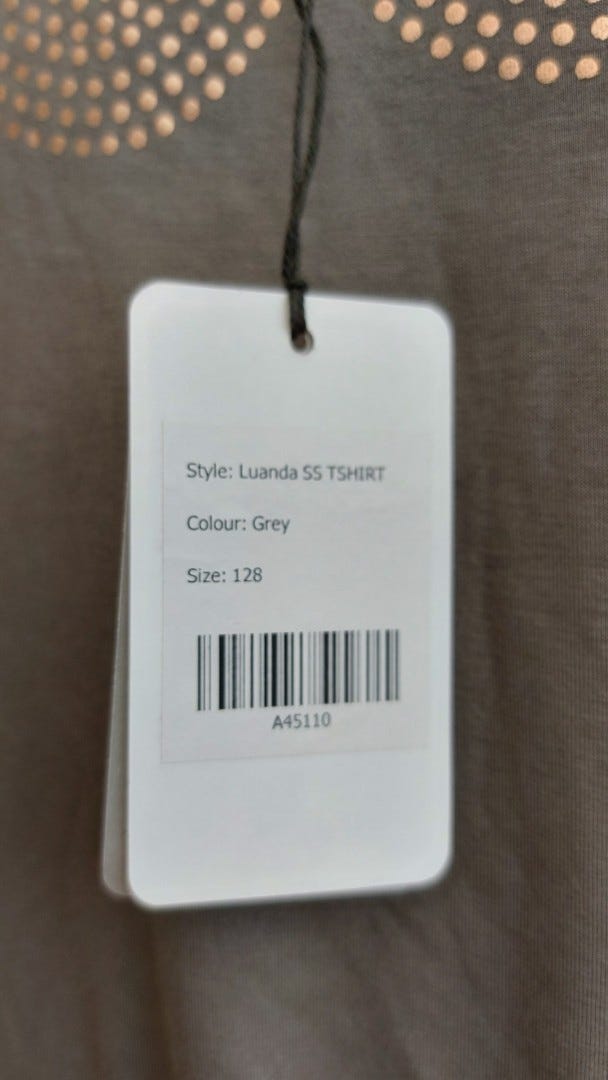 Style: Luanda SS TSHIRT
Colour: Grey
Size: 128
A45110